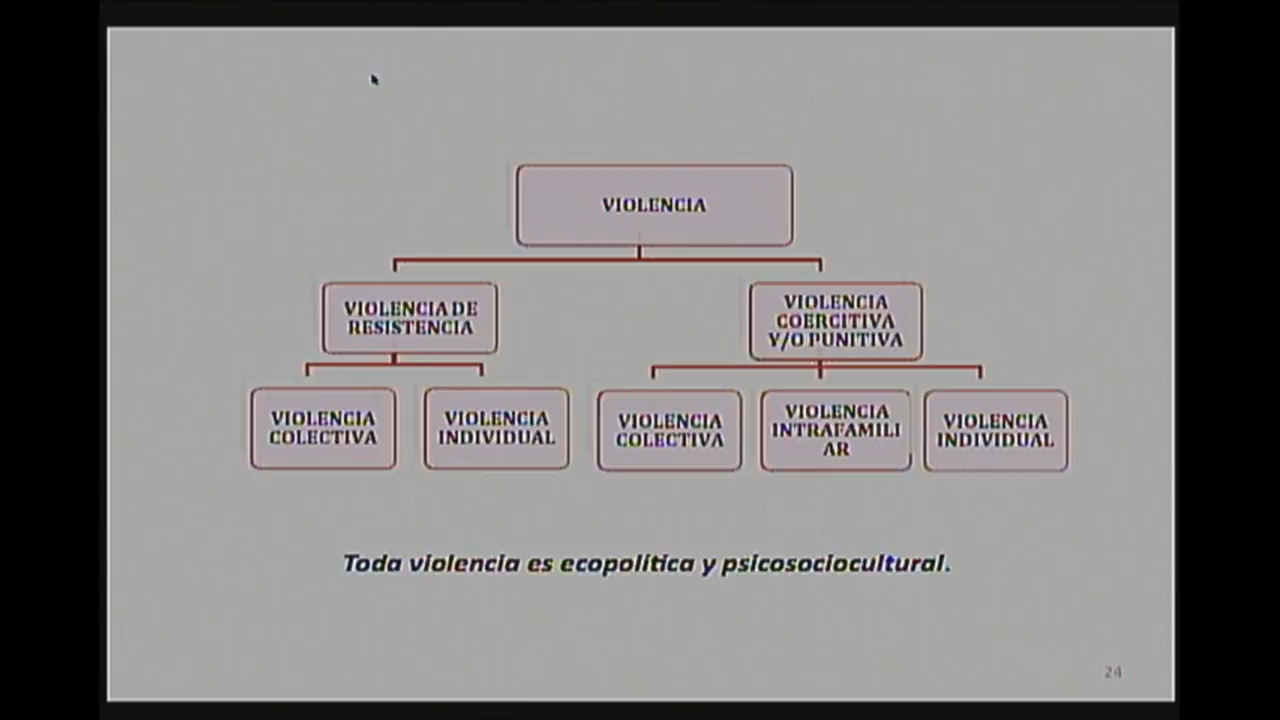 VIOLENCIA
VIOLENCIA DE
RESISTENCIA
VIOLENCIA
COERCITIVA
Y/O PUNITIVA
VIOLENCIA
COLECTIVA
VIOLENCIA
INDIVIDUAL
VIOLENCIA
COLECTIVA
VIOLENCIA
INTRAFAMILI
AR
VIOLENCIA
INDIVIDUAL
Toda violencia es ecopolítica y psicosociocultural.
24